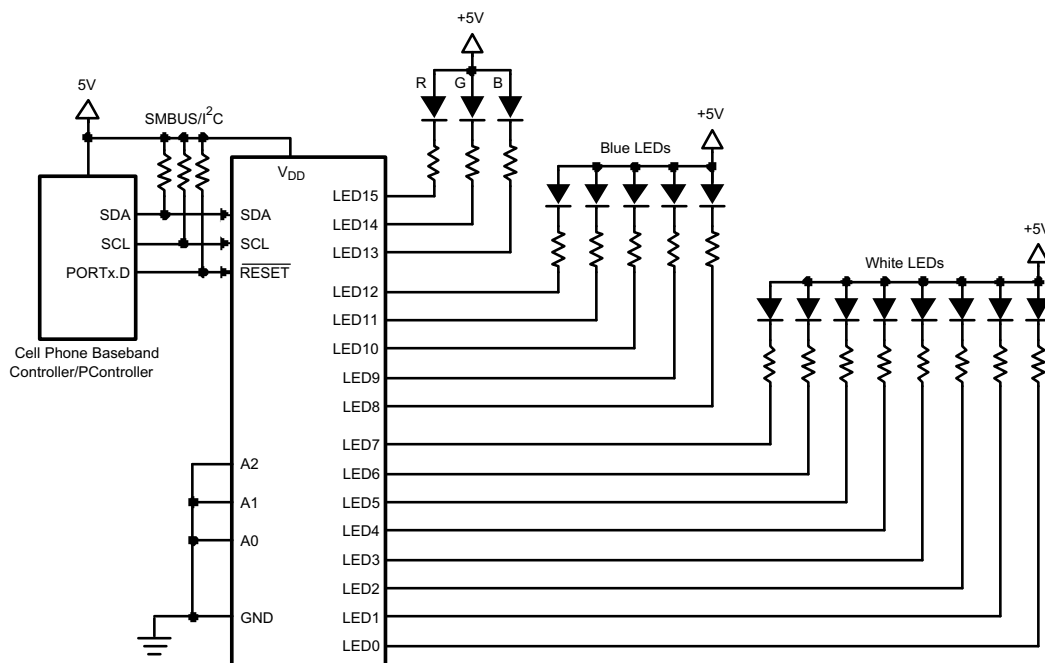 +5V
5V
SMBUS/I²C
R G B
+5V
Blue LEDs
V_DD
LED15
LED14
LED13
SDA
SCL
PORTx.D
SDA
SCL
RESET
+5V
White LEDs
LED12
LED11
LED10
LED9
LED8
Cell Phone Baseband
Controller/PController
LED7
LED6
LED5
LED4
LED3
LED2
LED1
LED0
A2
A1
A0
GND